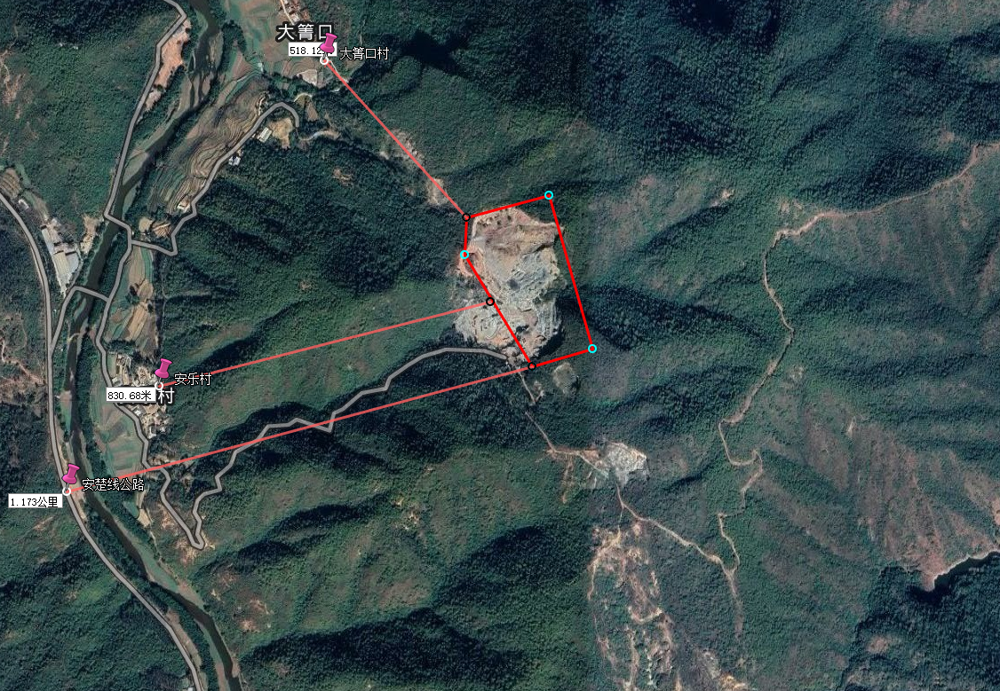 大箐口
518.12
大箐口村
安乐村
830.68米
村
安楚线公路
1.173公里